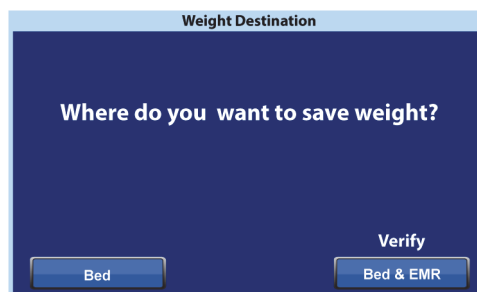 Weight Destination
Where do you want to save weight?
Verify
Bed
Bed & EMR